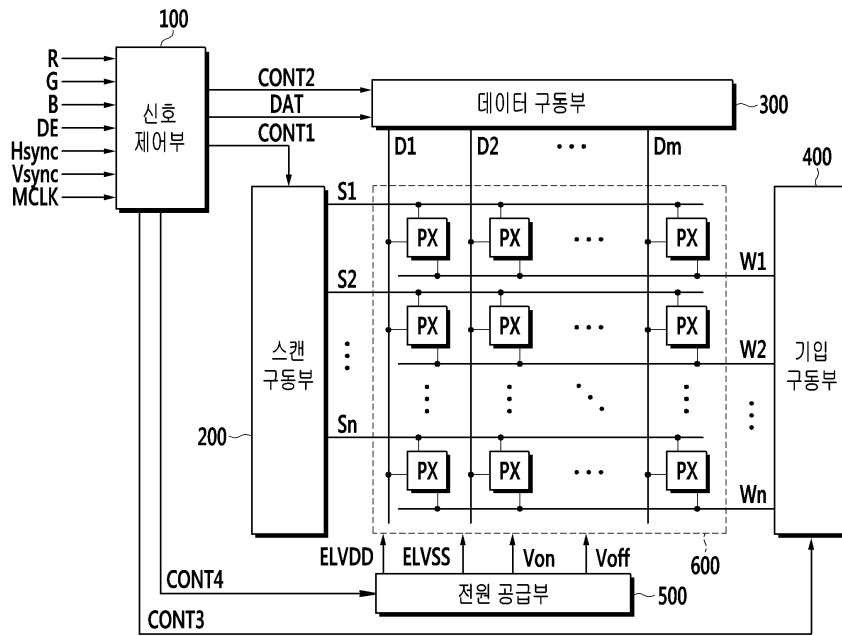 100
R
G
B
DE
Hsync
Vsync
MCLK
신호
제어부
CONT2
DAT
CONT1
데이터 구동부
300
D1 D2 ... Dm
400
S1
PX PX ... PX
W1
S2
PX PX ... PX
W2
스캔
구동부
기입
구동부
200
Sn
PX PX ... PX
Wn
ELVDD ELVSS Von Voff
600
CONT4
전원 공급부
500
CONT3